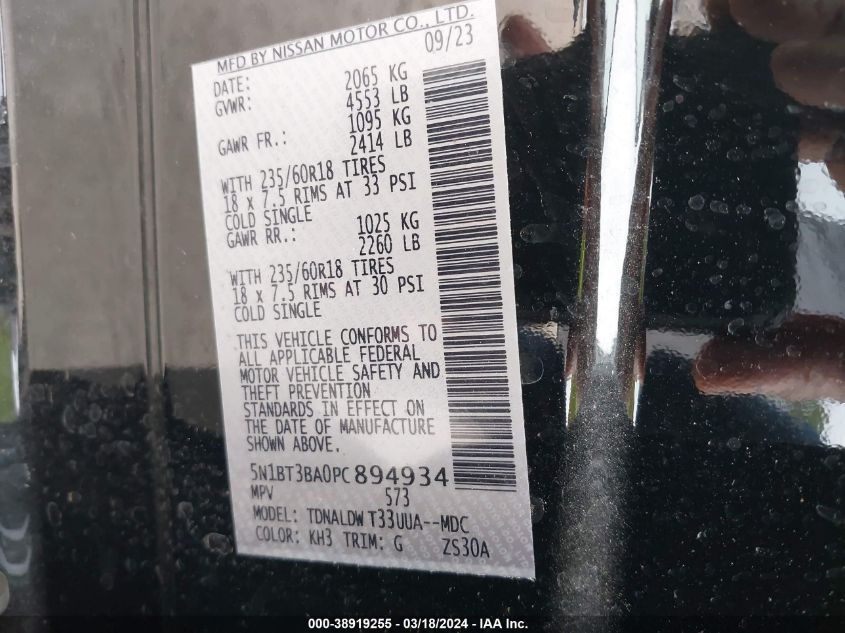 MFD BY NISSAN MOTOR CO., LTD.
DATE: 09/23
GVWR: 2065 KG
4553 LB
GAWR FR.: 1095 KG
2414 LB
WITH 235/60R18 TIRES
18 x 7.5 RIMS AT 33 PSI
COLD SINGLE
GAWR RR.: 1025 KG
2260 LB
WITH 235/60R18 TIRES
18 x 7.5 RIMS AT 30 PSI
COLD SINGLE
THIS VEHICLE CONFORMS TO
ALL APPLICABLE FEDERAL
MOTOR VEHICLE SAFETY AND
THEFT PREVENTION
STANDARDS IN EFFECT ON
THE DATE OF MANUFACTURE
SHOWN ABOVE.
5N1BT3BA0PC894934
MPV 573
MODEL: TDNALDW T33UUA--MDC
COLOR: KH3 TRIM: G ZS30A
000-38919255 - 03/18/2024 - IAA Inc.